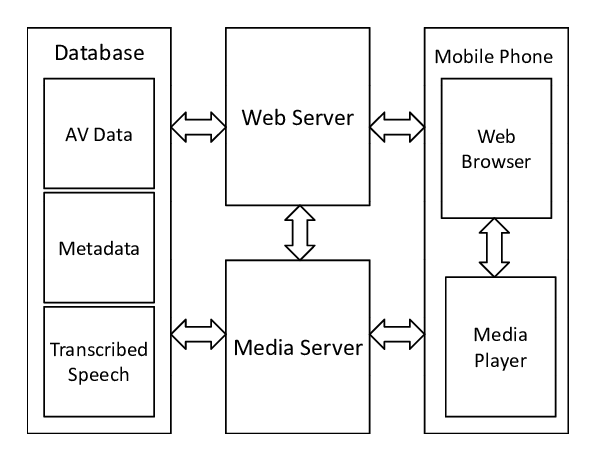 Database
AV Data
Metadata
Transcribed
Speech
Web Server
Media Server
Mobile Phone
Web
Browser
Media
Player